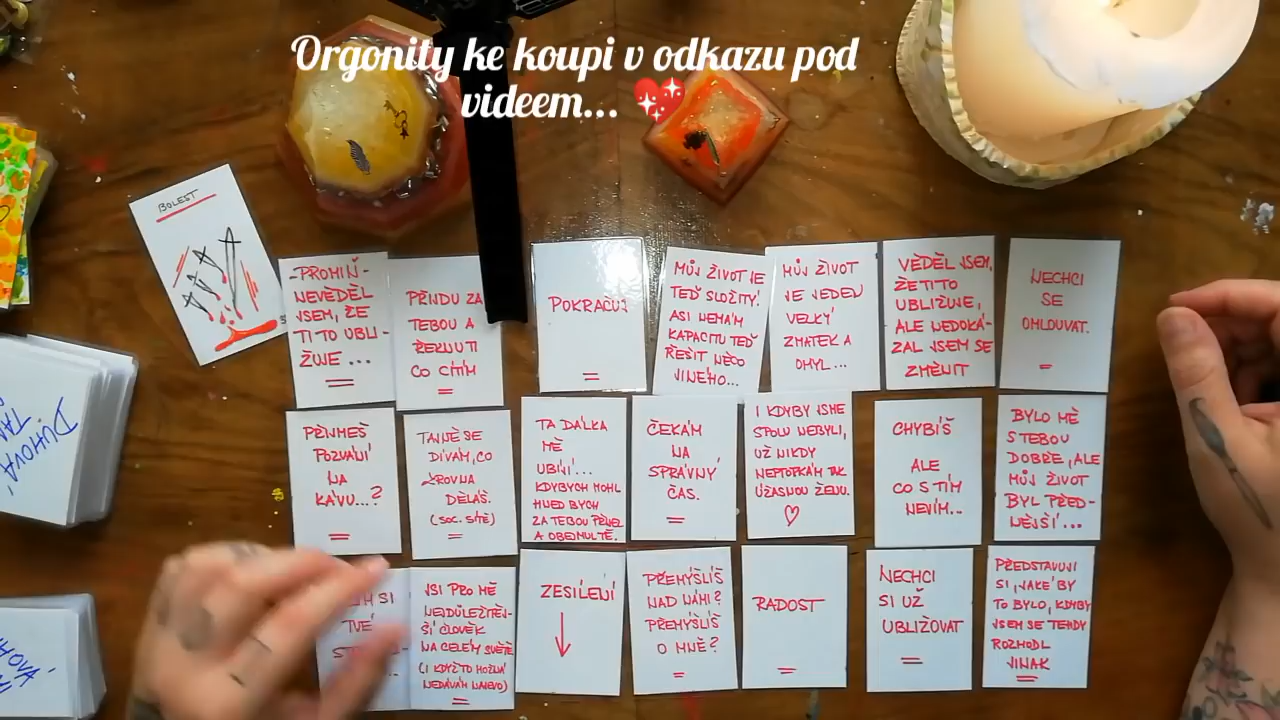 Orgonity ke koupi v odkazu pod
videem...
BOLEST
-PROMIŇ-
NEVĚDĚL
JSEM, ŽE
TI TO UBLI-
ŽUJE...
PŘIJDU ZA
TEBOU A
ŘEKNU TI
CO CÍTÍM
POKRAČUJ
MŮJ ŽIVOT JE
TEĎ SLOŽITÝ!
ASI NEMÁM
KAPACITU TEĎ
ŘEŠIT NĚCO
JINÉHO...
MŮJ ŽIVOT
JE JEDEN
VELKÝ
ZMATEK A
OMYL...
VĚDĚL JSEM,
ŽE TI TO
UBLIŽUJE,
ALE NEDOKÁ-
ZAL JSEM SE
ZMĚNIT
NECHCI
SE
OMLOUVAT.
PŘIJMEŠ
POZVÁNÍ
NA
KÁVU...?
TAJNĚ SE
DÍVÁM, CO
ZROVNA
DĚLÁŠ.
(SOC. SÍTĚ)
TA DÁLKA
MĚ
UBÍJÍ...
KDYBYCH MOHL
HNED BYCH
ZA TEBOU PŘIJEL
A OBEJMUL TĚ.
ČEKÁM
NA
SPRÁVNÝ
ČAS.
I KDYBY JSME
SPOLU NEBYLI,
UŽ NIKDY
NEPOTKÁM TAK
ÚŽASNOU ŽENU.
♡
CHYBÍŠ
ALE
CO S TÍM
NEVÍM...
BYLO MĚ
S TEBOU
DOBŘE, ALE
MŮJ ŽIVOT
BYL PŘED-
NĚJŠÍ...
SI
TVÉ
JSI PRO MĚ
NEJDŮLEŽITĚJ-
ŠÍ ČLOVĚK
NA CELÉM SVĚTĚ
(I KDYŽ TO MOŽNÁ
NEDÁVÁM NAJEVO)
ZESÍLENÍ
↓
PŘEMÝŠLÍŠ
NAD NÁMI?
PŘEMÝŠLÍŠ
O MNĚ?
RADOST
NECHCI
SI UŽ
UBLIŽOVAT
PŘEDSTAVUJI
SI, JAKÉ BY
TO BYLO, KDYBY
JSEM SE TEHDY
ROZHODL
JINAK
DUHOVÁ